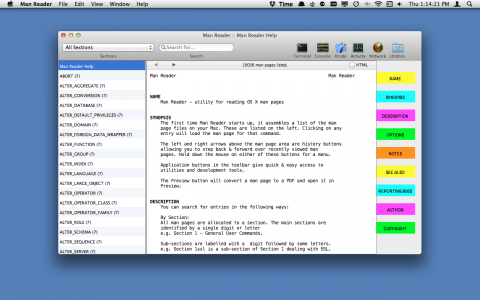 Man Reader File Edit View Window Help Time Thu 1:14:21 PM
Man Reader :: Man Reader Help
All Sections
Search for...
Sections
Search
Terminal Console Xcode Activity Network Utilities
10036 man pages listed.
HTML
Man Reader Help
ABORT (7)
ALTER_AGGREGATE (7)
ALTER_CONVERSION (7)
ALTER_DATABASE (7)
ALTER_DEFAULT_PRIVILEGES (7)
ALTER_DOMAIN (7)
ALTER_FOREIGN_DATA_WRAPPER (7)
ALTER_FUNCTION (7)
ALTER_GROUP (7)
ALTER_INDEX (7)
ALTER_LANGUAGE (7)
ALTER_LARGE_OBJECT (7)
ALTER_OPERATOR (7)
ALTER_OPERATOR_CLASS (7)
ALTER_OPERATOR_FAMILY (7)
ALTER_ROLE (7)
ALTER_SCHEMA (7)
ALTER_SEQUENCE (7)
ALTER_SERVER (7)
Man Reader Man Reader
NAME
Man Reader - utility for reading OS X man pages
SYNOPSIS
The first time Man Reader starts up, it assembles a list of the man
page files on your Mac. These are listed on the left. Clicking on any
entry will load the man page for that command.
The left and right arrows above the man page area are history buttons
allowing you to step back & forward over recently viewed man
pages. Hold down the mouse on either of these buttons for a menu.
Application buttons in the toolbar give quick & easy access to
utilities and development tools.
The Preview button will convert a man page to a PDF and open it in
Preview.
DESCRIPTION
You can search for entries in the following ways:
By Section:
All man pages are allocated to a section. The main sections are
identified by a single digit or letter
e.g. Section 1 - General User Commands.
Sub-sections are labelled with a digit followed by some letters.
e.g. Section 1ssl is a sub-section of Section 1 dealing with SSL.
NAME
SYNOPSIS
DESCRIPTION
OPTIONS
NOTES
SEE ALSO
REPORTING BUGS
AUTHOR
COPYRIGHT